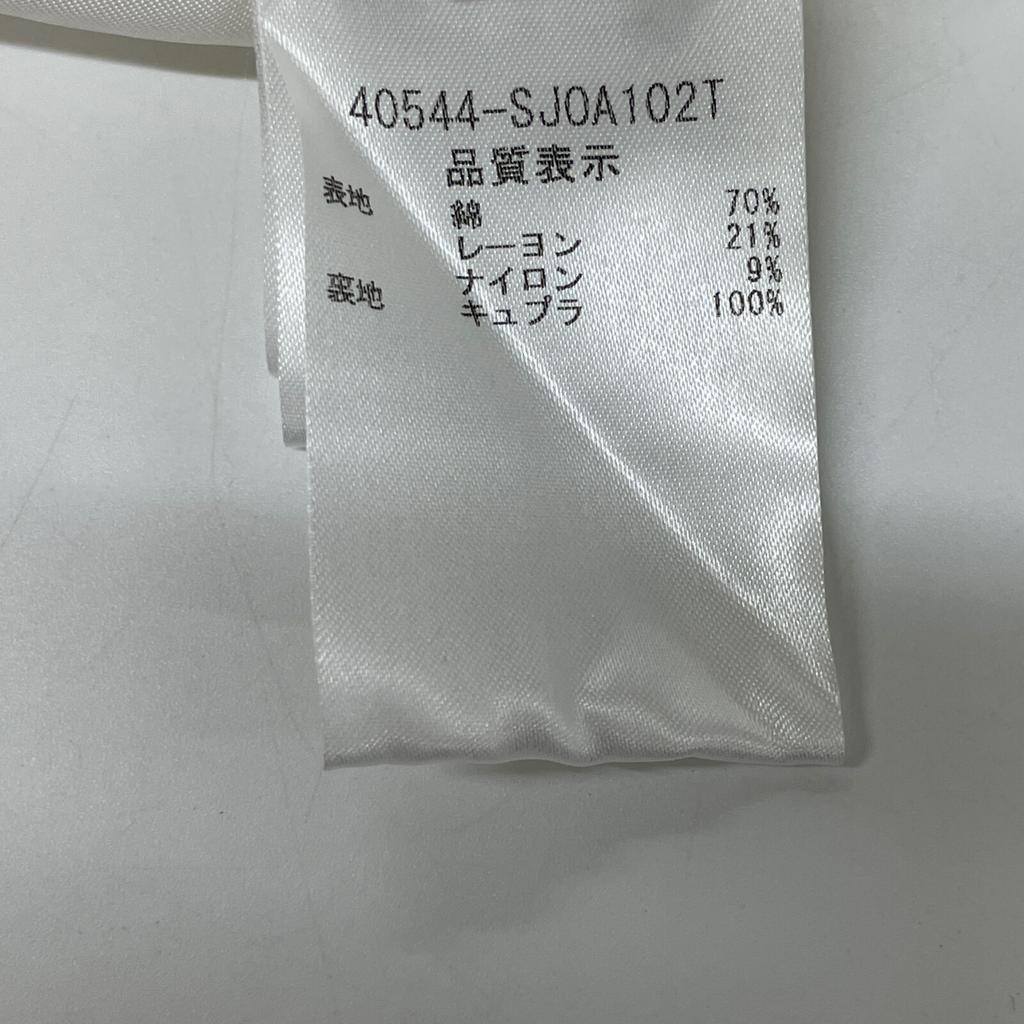 40544-SJ0A102T
品質表示
表地 綿 70%
レーヨン 21%
ナイロン 9%
裏地 キュプラ 100%